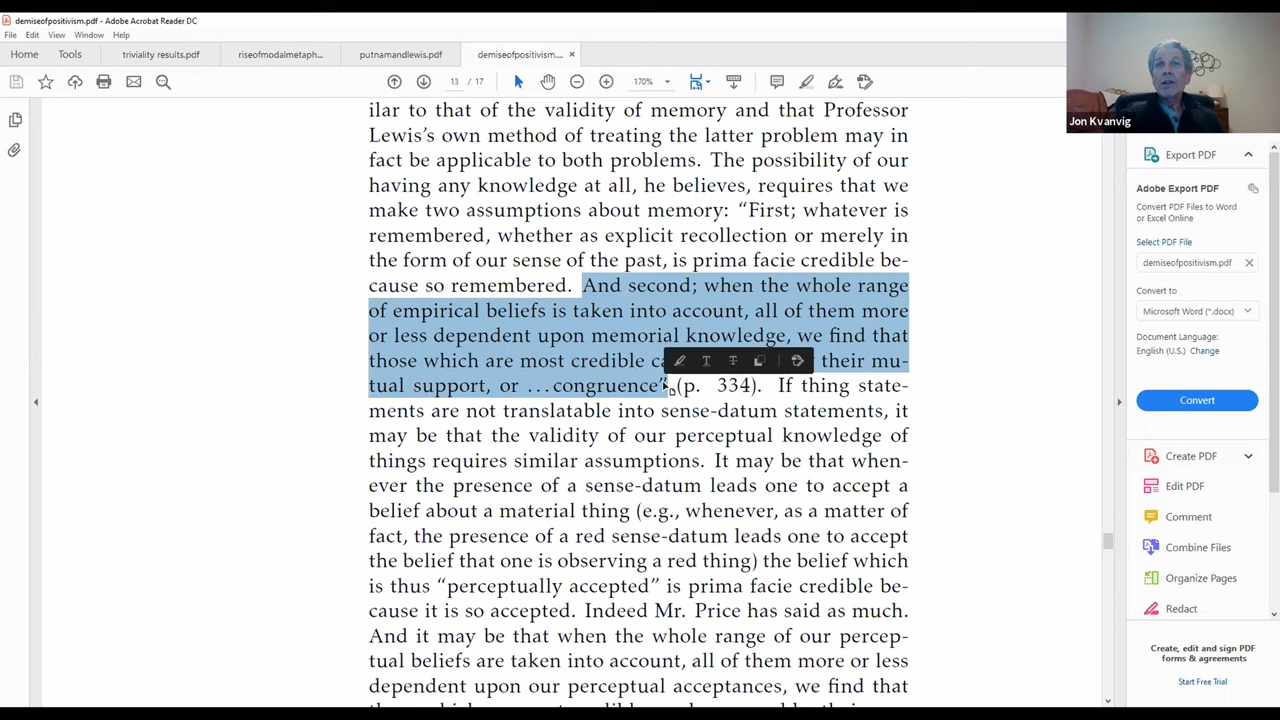 demiseofpositivism.pdf - Adobe Acrobat Reader DC
File Edit View Window Help
Home Tools triviality results.pdf riseofmodalmetaph... putnamandlewis.pdf demiseofpositivism.... ×
13 / 17 170%
Jon Kvanvig
ilar to that of the validity of memory and that Professor
Lewis's own method of treating the latter problem may in
fact be applicable to both problems. The possibility of our
having any knowledge at all, he believes, requires that we
make two assumptions about memory: “First; whatever is
remembered, whether as explicit recollection or merely in
the form of our sense of the past, is prima facie credible be-
cause so remembered. And second; when the whole range
of empirical beliefs is taken into account, all of them more
or less dependent upon memorial knowledge, we find that
those which are most credible their mu-
tual support, or ...congruence” (p. 334). If thing state-
ments are not translatable into sense-datum statements, it
may be that the validity of our perceptual knowledge of
things requires similar assumptions. It may be that when-
ever the presence of a sense-datum leads one to accept a
belief about a material thing (e.g., whenever, as a matter of
fact, the presence of a red sense-datum leads one to accept
the belief that one is observing a red thing) the belief which
is thus “perceptually accepted” is prima facie credible be-
cause it is so accepted. Indeed Mr. Price has said as much.
And it may be that when the whole range of our percep-
tual beliefs are taken into account, all of them more or less
dependent upon our perceptual acceptances, we find that
Export PDF
Adobe Export PDF
Convert PDF Files to Word
or Excel Online
Select PDF File
demiseofpositivism.pdf ×
Convert to
Microsoft Word (*.docx)
Document Language:
English (U.S.) Change
Convert
Create PDF
Edit PDF
Comment
Combine Files
Organize Pages
Redact
Create, edit and sign PDF
forms & agreements
Start Free Trial